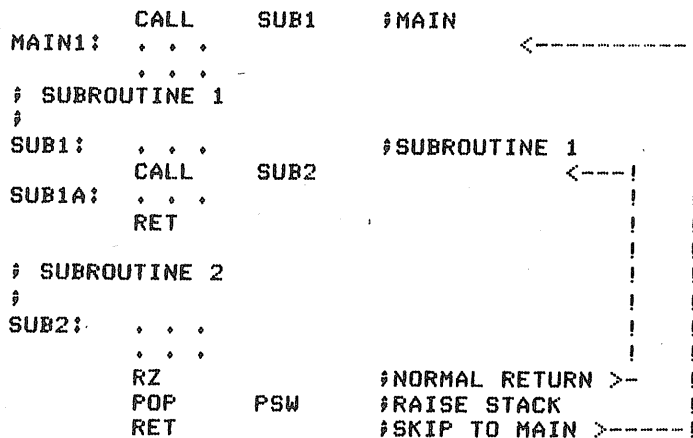 CALL    SUB1    ;MAIN
MAIN1:  . . .                    <-----------
        . . .
; SUBROUTINE 1
;
SUB1:   . . .           ;SUBROUTINE 1
        CALL    SUB2                <---!
SUB1A:  . . .                           !   !
        RET                             !   !
                                        !   !
; SUBROUTINE 2                          !   !
;                                       !   !
SUB2:   . . .                           !   !
        . . .                           !   !
        RZ              ;NORMAL RETURN >-   !
        POP     PSW     ;RAISE STACK        !
        RET             ;SKIP TO MAIN >-----!